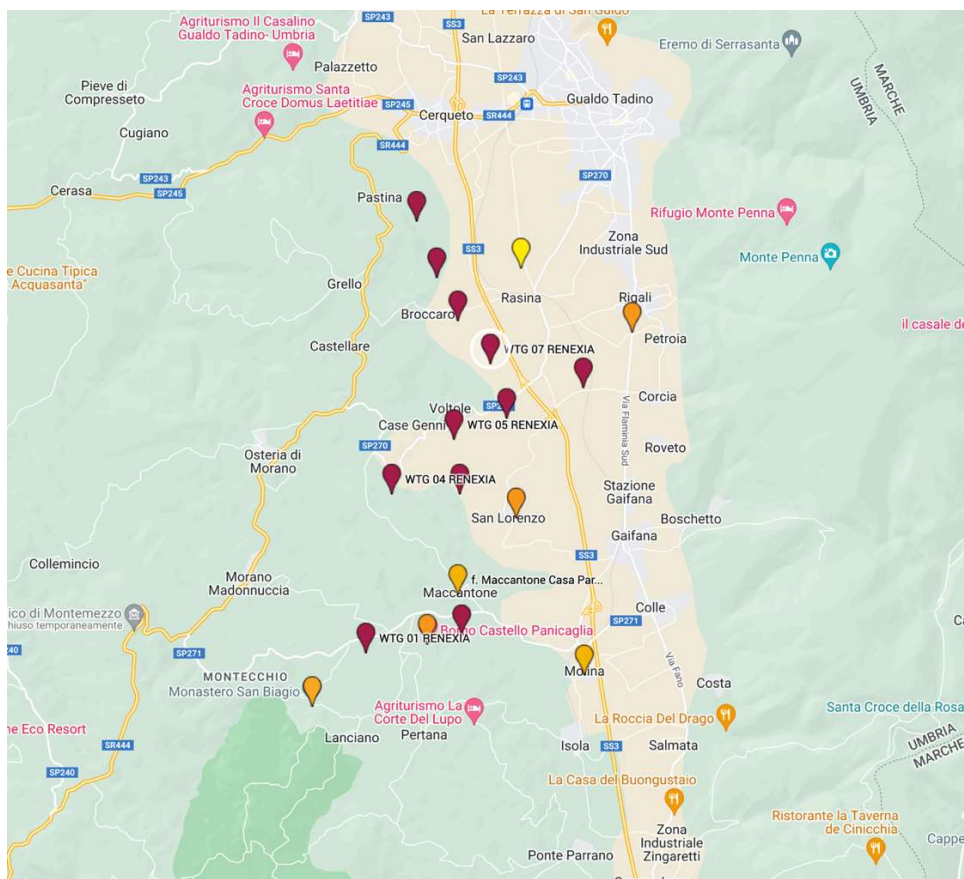 SP243
SP243
La Terrazza di San Guido
SS3
San Lazzaro
Eremo di Serrasanta
Agriturismo Il Casalino
Gualdo Tadino- Umbria
Palazzetto
MARCHE
UMBRIA
Pieve di
Compresseto
Agriturismo Santa
Croce Domus Laetitiae
SP243
SP245
Gualdo Tadino
Cerqueto
SR444
Cugiano
SR444
SP243
SP245
Cerasa
SP270
Pastina
Rifugio Monte Penna
Zona
Industriale Sud
SS3
Monte Penna
e Cucina Tipica
Acquasanta"
Grello
Rasina
Rigali
Broccaro
il casale de
Petroia
Castellare
WTG 07 RENEXIA
Corcia
Voltole
Case Genni
WTG 05 RENEXIA
Via Flaminia Sud
SP270
Osteria di
Morano
Roveto
WTG 04 RENEXIA
Stazione
Gaifana
San Lorenzo
Boschetto
Gaifana
SS3
Collemincio
Morano
Madonnuccia
f. Maccantone Casa Par...
Maccantone
Colle
ico di Montemezzo
chiuso temporaneamente
SP271
Romo Castello Panicaglia
WTG 01 RENEXIA
SP240
SP271
Via Fano
Molina
MONTECCHIO
Monastero San Biagio
Costa
Agriturismo La
Corte Del Lupo
Santa Croce della Rosa
La Roccia Del Drago
ne Eco Resort
Lanciano
Pertana
SR444
Isola
SS3
Salmata
UMBRIA
MARCHE
SP240
La Casa del Buongustaio
Ristorante la Taverna
de Cinicchia
Zona
Industriale
Zingaretti
Cappe
Ponte Parrano